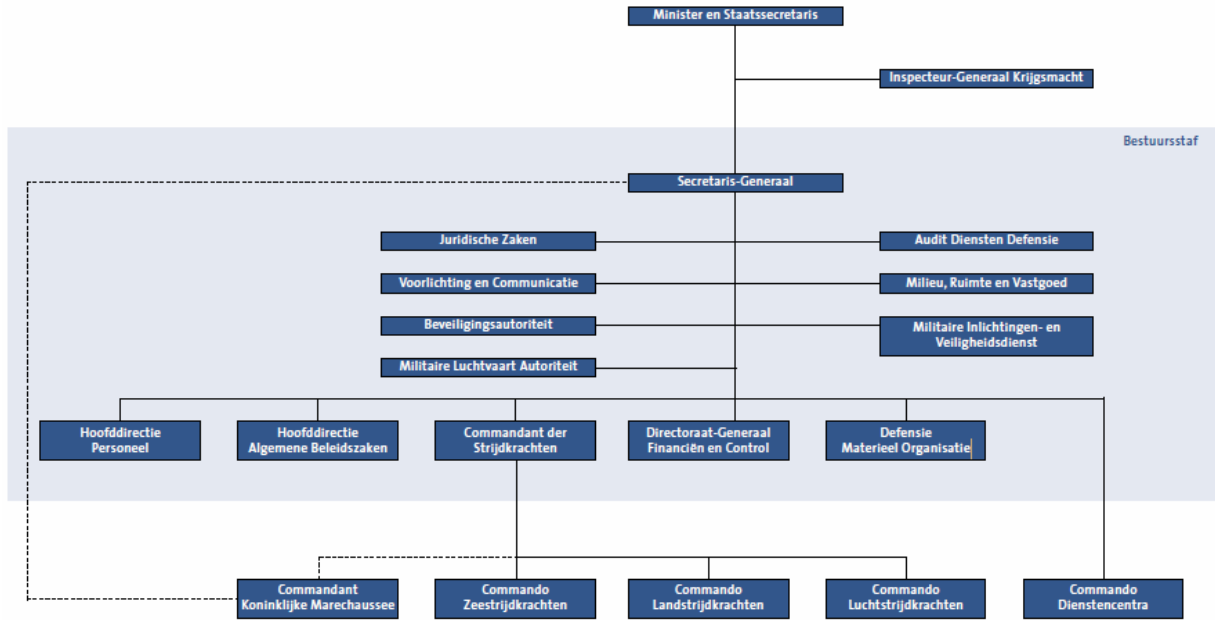 Minister en Staatssecretaris
Inspecteur-Generaal Krijgsmacht
Bestuursstaf
Secretaris-Generaal
Juridische Zaken
Audit Diensten Defensie
Voorlichting en Communicatie
Milieu, Ruimte en Vastgoed
Beveiligingsautoriteit
Militaire Inlichtingen- en
Veiligheidsdienst
Militaire Luchtvaart Autoriteit
Hoofddirectie
Personeel
Hoofddirectie
Algemene Beleidszaken
Commandant der
Strijdkrachten
Directoraat-Generaal
Financiën en Control
Defensie
Materieel Organisatie
Commandant
Koninklijke Marechaussee
Commando
Zeestrijdkrachten
Commando
Landstrijdkrachten
Commando
Luchtstrijdkrachten
Commando
Dienstencentra